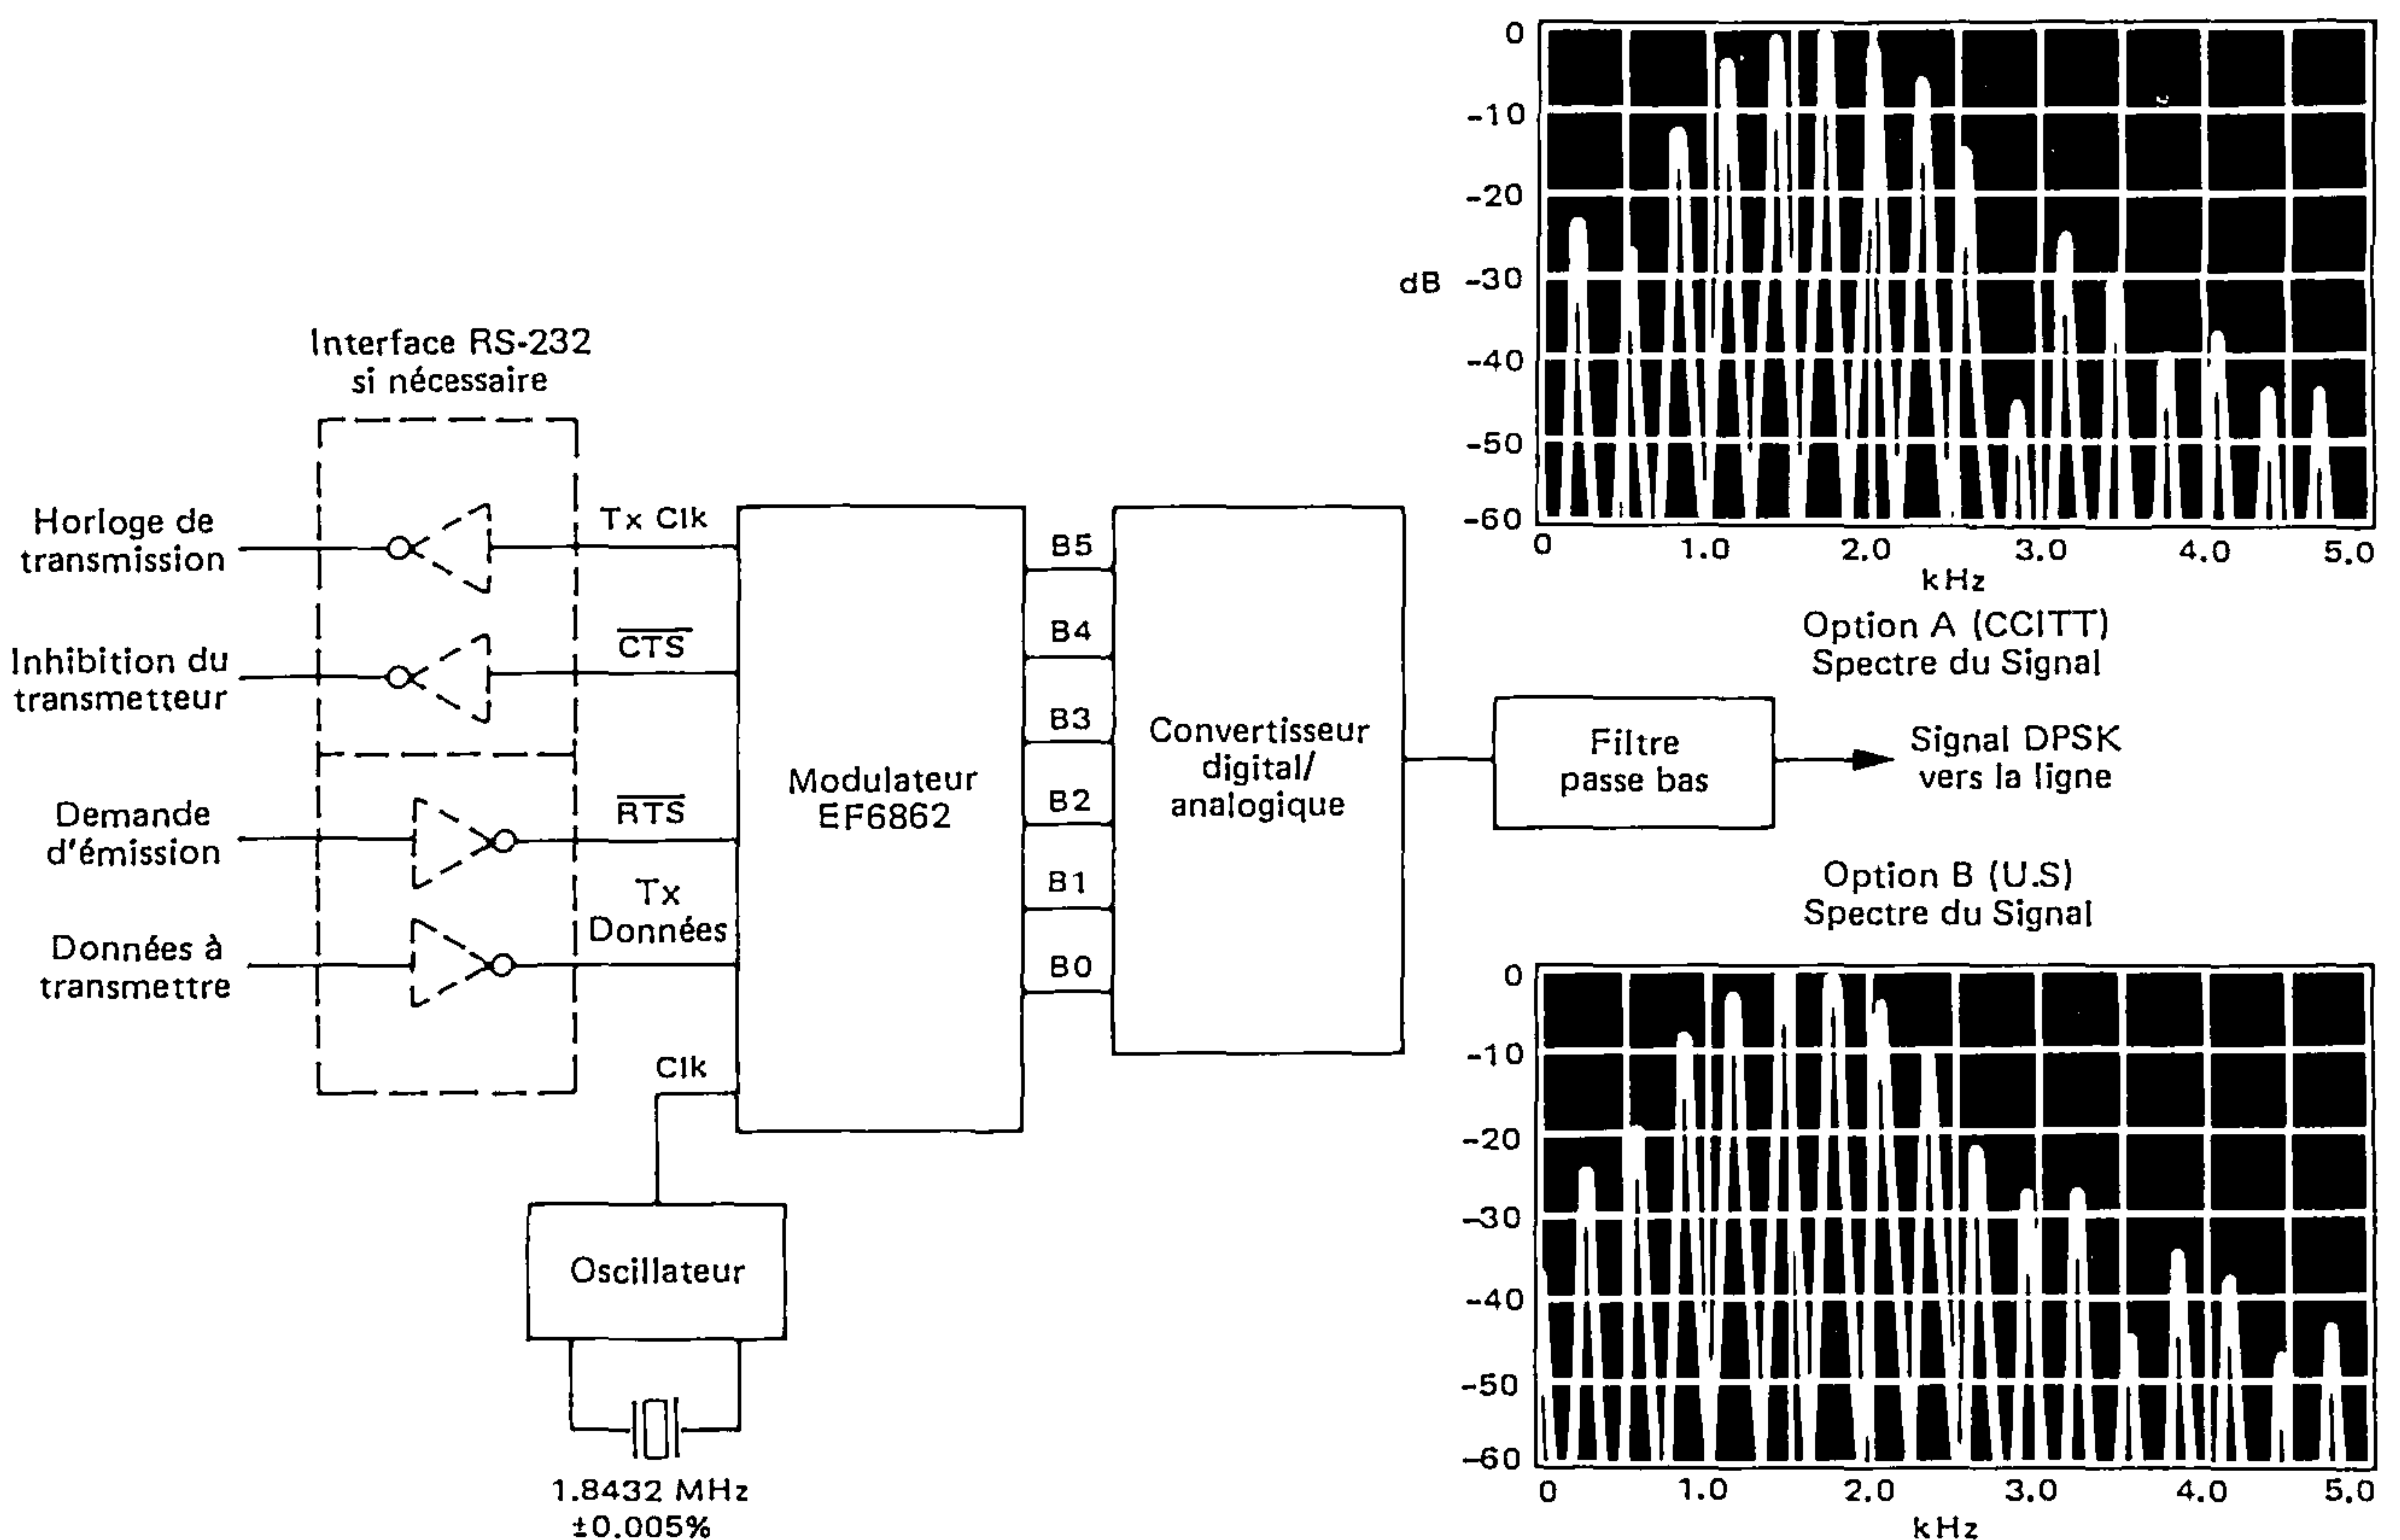 Interface RS-232
si nécessaire
Horloge de
transmission
Inhibition du
transmetteur
Demande
d'émission
Données à
transmettre
Tx Clk
CTS
RTS
Tx
Données
Clk
Modulateur
EF6862
B5
B4
B3
B2
B1
B0
Convertisseur
digital/
analogique
Oscillateur
1.8432 MHz
±0.005%
Filtre
passe bas
Signal DPSK
vers la ligne
0
-10
-20
dB -30
-40
-50
-60
0 1.0 2.0 3.0 4.0 5.0
kHz
Option A (CCITT)
Spectre du Signal
Option B (U.S)
Spectre du Signal
0
-10
-20
-30
-40
-50
-60
0 1.0 2.0 3.0 4.0 5.0
kHz